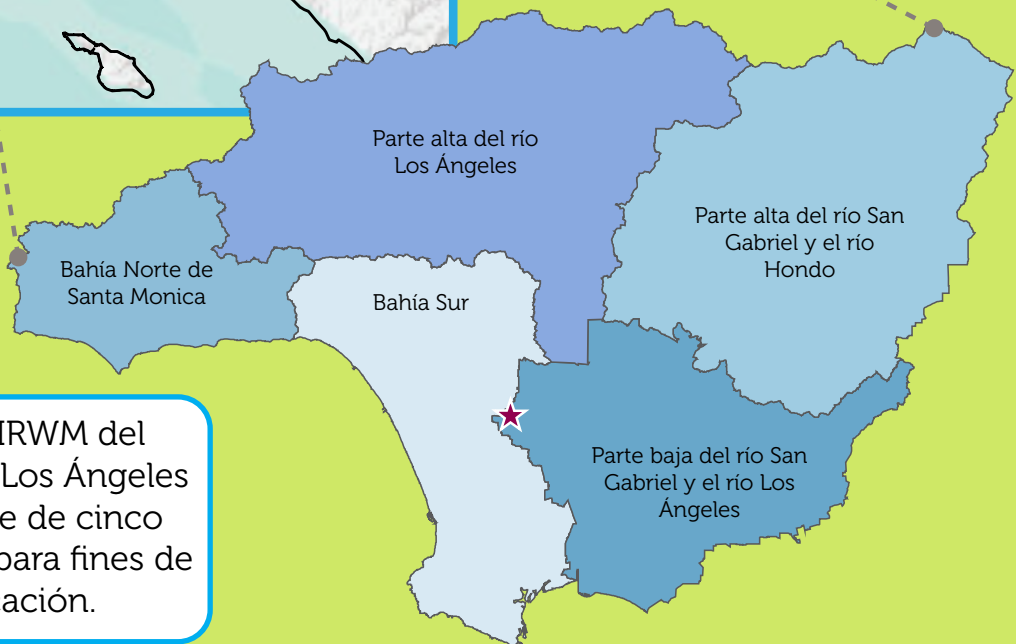 Parte alta del río
Los Ángeles
Parte alta del río San
Gabriel y el río
Hondo
Bahía Norte de
Santa Monica
Bahía Sur
Parte baja del río San
Gabriel y el río Los
Ángeles
IRWM del
Los Ángeles
de cinco
para fines de